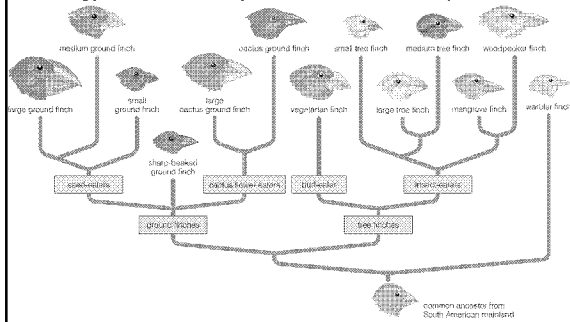 medium ground finch
cactus ground finch
small tree finch
medium tree finch
woodpecker finch
large ground finch
small
ground finch
large
cactus ground finch
vegetarian finch
large tree finch
mangrove finch
warbler finch
sharp-beaked
ground finch
seed-eaters
cactus flower-eaters
bud-eater
insect-eaters
ground finches
tree finches
common ancestor from
South American mainland